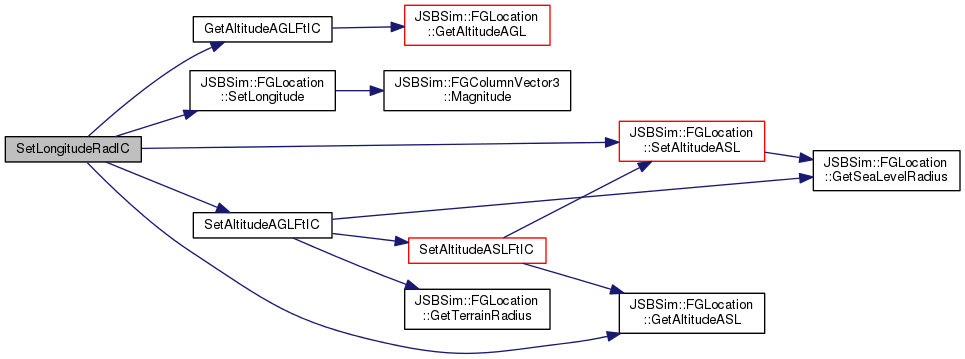 SetLongitudeRadIC
GetAltitudeAGLFtIC
JSBSim::FGLocation
::GetAltitudeAGL
JSBSim::FGLocation
::SetLongitude
JSBSim::FGColumnVector3
::Magnitude
JSBSim::FGLocation
::SetAltitudeASL
JSBSim::FGLocation
::GetSeaLevelRadius
SetAltitudeAGLFtIC
SetAltitudeASLFtIC
JSBSim::FGLocation
::GetTerrainRadius
JSBSim::FGLocation
::GetAltitudeASL